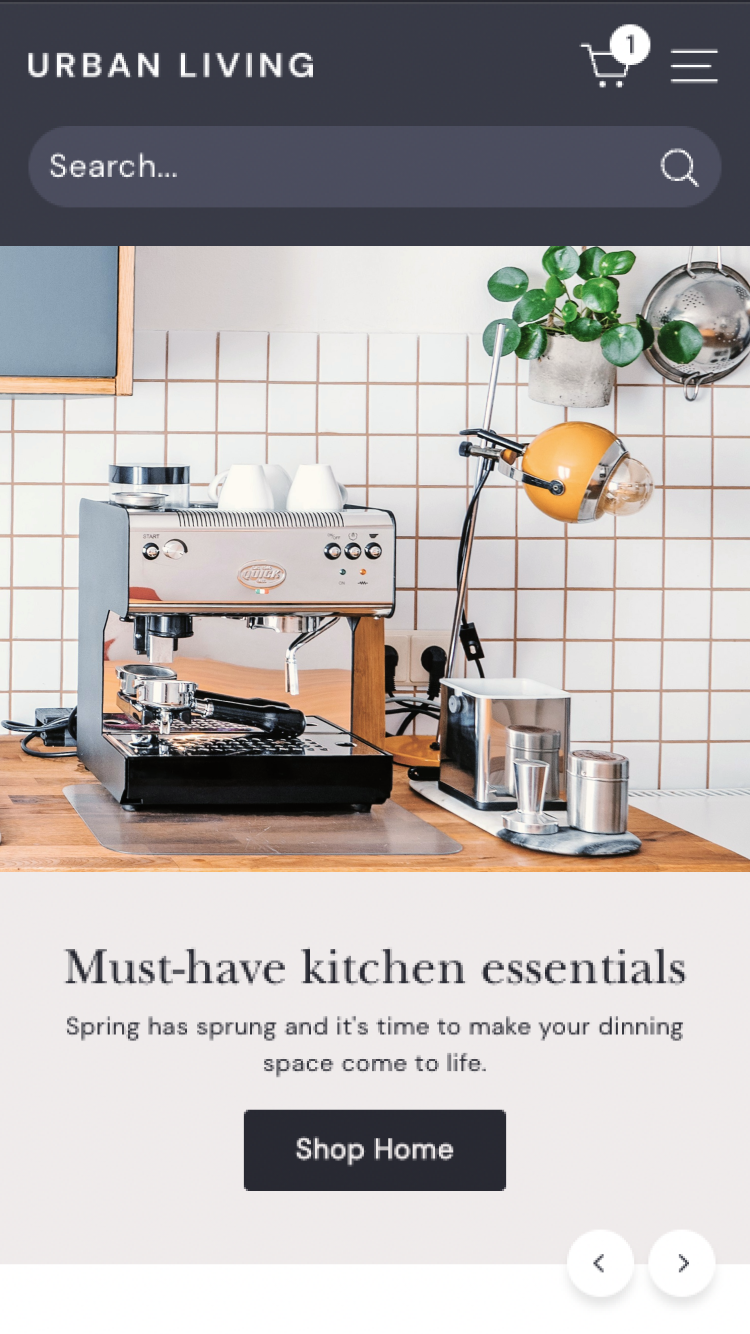 URBAN LIVING
1
Search...
START
QUICK
Must-have kitchen essentials
Spring has sprung and it's time to make your dinning
space come to life.
Shop Home